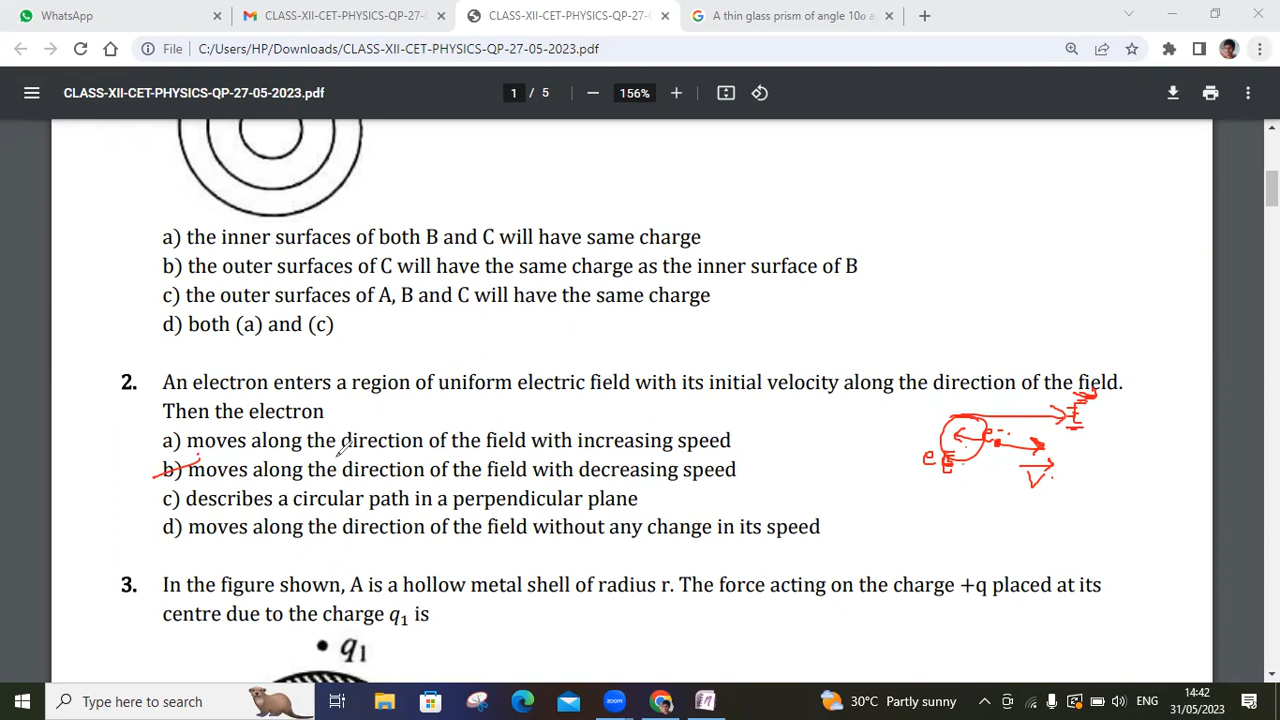 WhatsApp
CLASS-XII-CET-PHYSICS-QP-27-05-2023.
CLASS-XII-CET-PHYSICS-QP-27-05-2023.
A thin glass prism of angle 10o a
File
C:/Users/HP/Downloads/CLASS-XII-CET-PHYSICS-QP-27-05-2023.pdf
CLASS-XII-CET-PHYSICS-QP-27-05-2023.pdf
1 / 5
156%
a) the inner surfaces of both B and C will have same charge
b) the outer surfaces of C will have the same charge as the inner surface of B
c) the outer surfaces of A, B and C will have the same charge
d) both (a) and (c)
2. An electron enters a region of uniform electric field with its initial velocity along the direction of the field.
Then the electron
a) moves along the direction of the field with increasing speed
b) moves along the direction of the field with decreasing speed
c) describes a circular path in a perpendicular plane
d) moves along the direction of the field without any change in its speed
E
e-
eE
V
3. In the figure shown, A is a hollow metal shell of radius r. The force acting on the charge +q placed at its
centre due to the charge q₁ is
q₁
Type here to search
zoom
30°C Partly sunny
ENG
14:42
31/05/2023